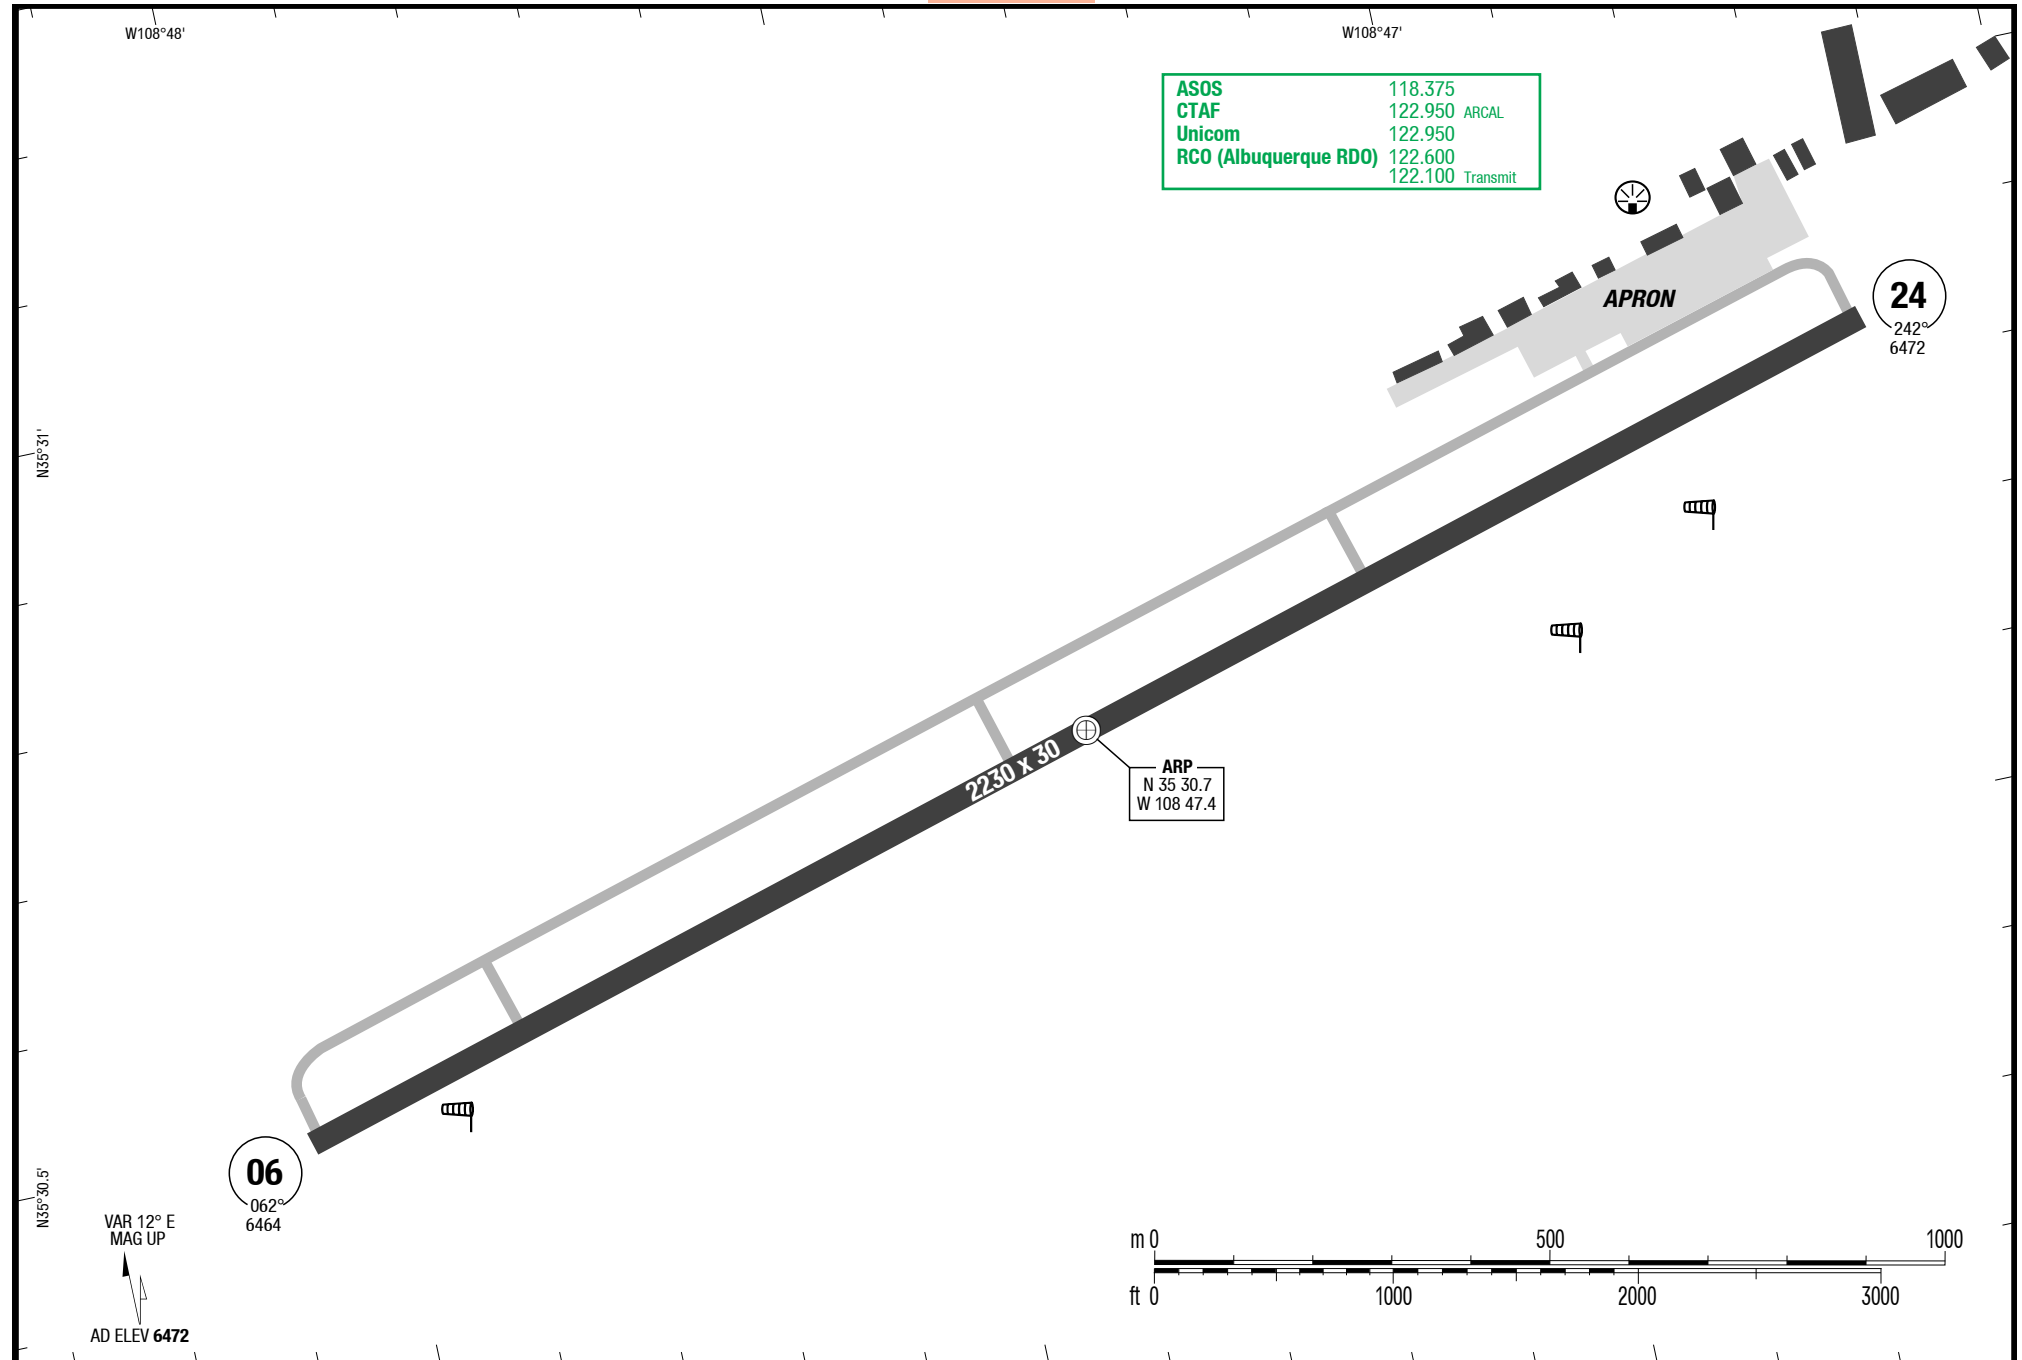 W108°48'
W108°47'
ASOS 118.375
CTAF 122.950 ARCAL
Unicom 122.950
RCO (Albuquerque RDO) 122.600
122.100 Transmit
APRON
24
242°
6472
N35°31'
2230 x 30
ARP
N 35 30.7
W 108 47.4
06
062°
6464
N35°30.5'
VAR 12° E
MAG UP
AD ELEV 6472
m 0 500 1000
ft 0 1000 2000 3000